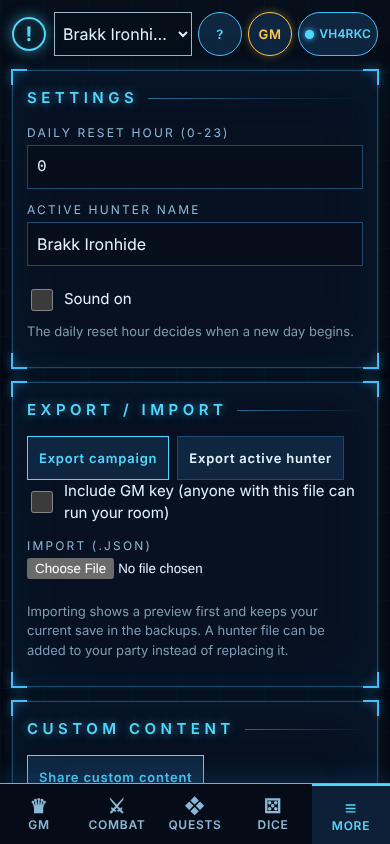 !
Brakk Ironhi...
?
GM
VH4RKC
SETTINGS
DAILY RESET HOUR (0-23)
0
ACTIVE HUNTER NAME
Brakk Ironhide
Sound on
The daily reset hour decides when a new day begins.
EXPORT / IMPORT
Export campaign
Export active hunter
Include GM key (anyone with this file can
run your room)
IMPORT (.JSON)
Choose File No file chosen
Importing shows a preview first and keeps your
current save in the backups. A hunter file can be
added to your party instead of replacing it.
CUSTOM CONTENT
Share custom content
GM
COMBAT
QUESTS
DICE
MORE